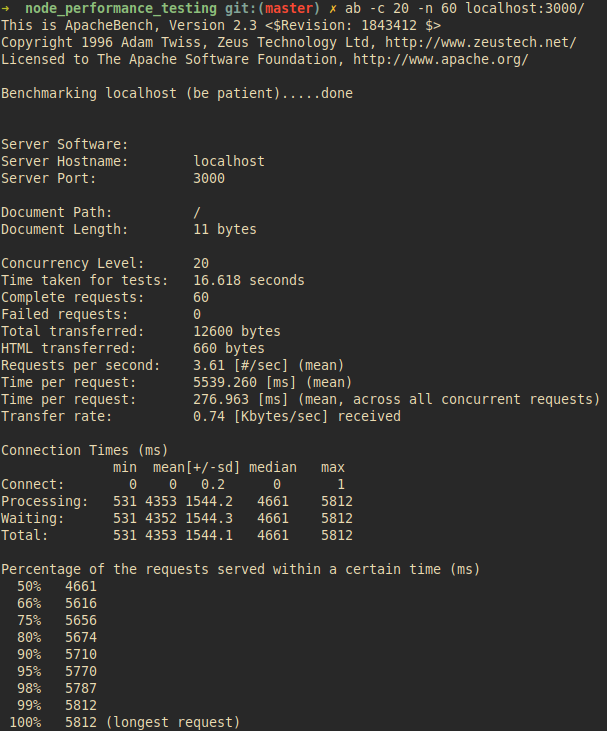 ➜  node_performance_testing git:(master) ✗ ab -c 20 -n 60 localhost:3000/
This is ApacheBench, Version 2.3 <$Revision: 1843412 $>
Copyright 1996 Adam Twiss, Zeus Technology Ltd, http://www.zeustech.net/
Licensed to The Apache Software Foundation, http://www.apache.org/

Benchmarking localhost (be patient).....done


Server Software:
Server Hostname:        localhost
Server Port:            3000

Document Path:          /
Document Length:        11 bytes

Concurrency Level:      20
Time taken for tests:   16.618 seconds
Complete requests:      60
Failed requests:        0
Total transferred:      12600 bytes
HTML transferred:       660 bytes
Requests per second:    3.61 [#/sec] (mean)
Time per request:       5539.260 [ms] (mean)
Time per request:       276.963 [ms] (mean, across all concurrent requests)
Transfer rate:          0.74 [Kbytes/sec] received

Connection Times (ms)
              min  mean[+/-sd] median   max
Connect:        0    0   0.2      0       1
Processing:   531 4353 1544.2   4661    5812
Waiting:      531 4352 1544.3   4661    5812
Total:        531 4353 1544.1   4661    5812

Percentage of the requests served within a certain time (ms)
  50%   4661
  66%   5616
  75%   5656
  80%   5674
  90%   5710
  95%   5770
  98%   5787
  99%   5812
 100%   5812 (longest request)